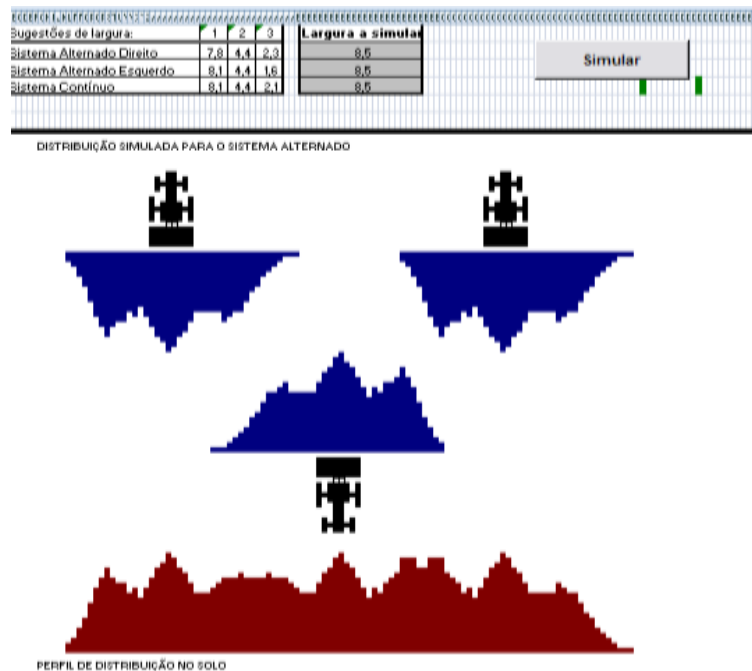 Sugestões de largura: 1 2 3 Largura a simular
Sistema Alternado Direito 7,8 4,4 2,3 8,5
Sistema Alternado Esquerdo 8,1 4,4 1,6 8,5
Sistema Contínuo 8,1 4,4 2,1 8,5
Simular
DISTRIBUIÇÃO SIMULADA PARA O SISTEMA ALTERNADO
PERFIL DE DISTRIBUIÇÃO NO SOLO